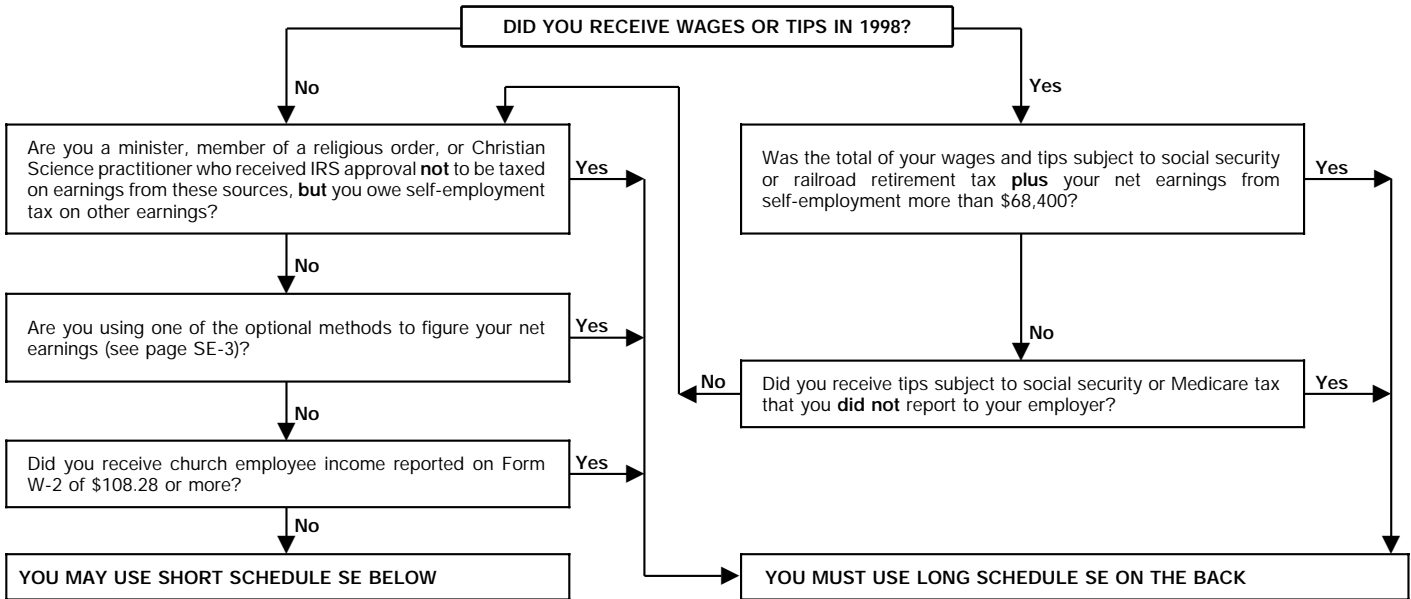 DID YOU RECEIVE WAGES OR TIPS IN 1998?
No
Yes
Are you a minister, member of a religious order, or Christian
Science practitioner who received IRS approval not to be taxed
on earnings from these sources, but you owe self-employment
tax on other earnings?
Yes
Was the total of your wages and tips subject to social security
or railroad retirement tax plus your net earnings from
self-employment more than $68,400?
Yes
No
No
Are you using one of the optional methods to figure your net
earnings (see page SE-3)?
Yes
No
Did you receive tips subject to social security or Medicare tax
that you did not report to your employer?
Yes
No
Did you receive church employee income reported on Form
W-2 of $108.28 or more?
Yes
No
YOU MAY USE SHORT SCHEDULE SE BELOW
YOU MUST USE LONG SCHEDULE SE ON THE BACK